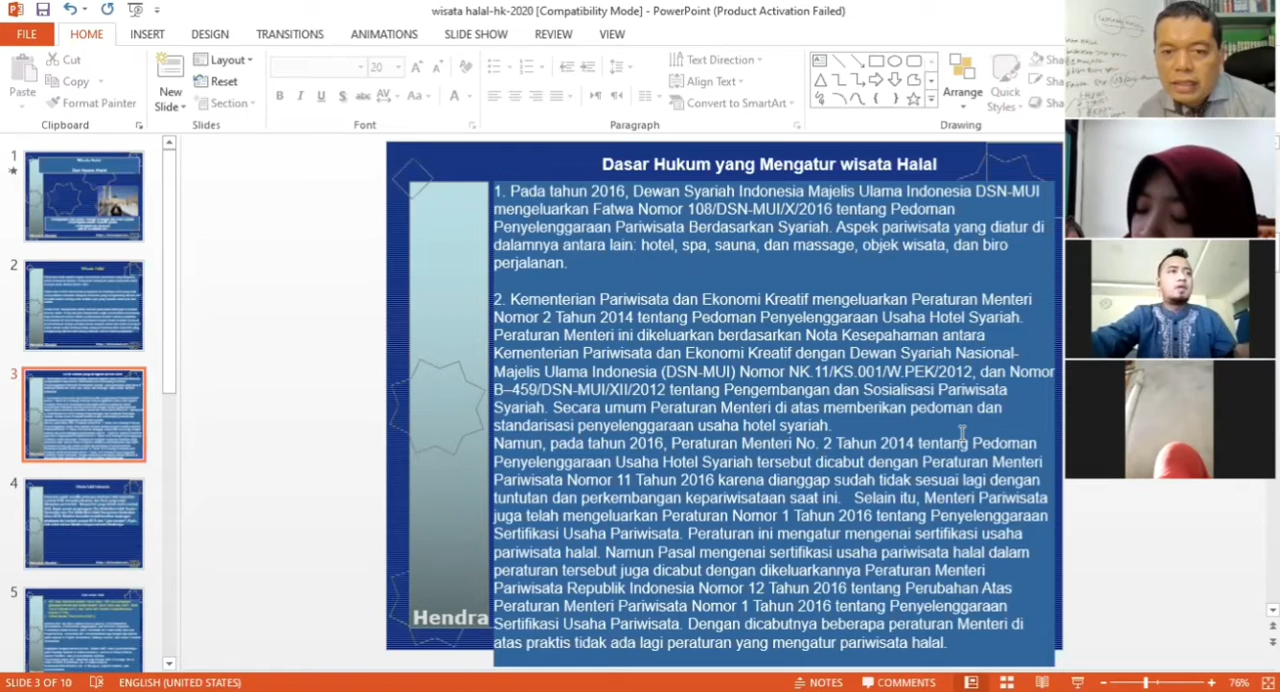 wisata halal-hk-2020 [Compatibility Mode] - PowerPoint (Product Activation Failed)
FILE HOME INSERT DESIGN TRANSITIONS ANIMATIONS SLIDE SHOW REVIEW VIEW
Paste
Cut
Copy
Format Painter
Clipboard
New
Slide
Layout
Reset
Section
Slides
20
B I U S abc AV Aa A
Font
Text Direction
Align Text
Convert to SmartArt
Paragraph
Arrange
Quick
Styles
Sha
Sha
Sha
Drawing
1
2
3
4
5
Dasar Hukum yang Mengatur wisata Halal
1. Pada tahun 2016, Dewan Syariah Indonesia Majelis Ulama Indonesia DSN-MUI
mengeluarkan Fatwa Nomor 108/DSN-MUI/X/2016 tentang Pedoman
Penyelenggaraan Pariwisata Berdasarkan Syariah. Aspek pariwisata yang diatur di
dalamnya antara lain: hotel, spa, sauna, dan massage, objek wisata, dan biro
perjalanan.
2. Kementerian Pariwisata dan Ekonomi Kreatif mengeluarkan Peraturan Menteri
Nomor 2 Tahun 2014 tentang Pedoman Penyelenggaraan Usaha Hotel Syariah.
Peraturan Menteri ini dikeluarkan berdasarkan Nota Kesepahaman antara
Kementerian Pariwisata dan Ekonomi Kreatif dengan Dewan Syariah Nasional-
Majelis Ulama Indonesia (DSN-MUI) Nomor NK.11/KS.001/W.PEK/2012, dan Nomor
B–459/DSN-MUI/XII/2012 tentang Pengembangan dan Sosialisasi Pariwisata
Syariah. Secara umum Peraturan Menteri di atas memberikan pedoman dan
standarisasi penyelenggaraan usaha hotel syariah.
Namun, pada tahun 2016, Peraturan Menteri No. 2 Tahun 2014 tentang Pedoman
Penyelenggaraan Usaha Hotel Syariah tersebut dicabut dengan Peraturan Menteri
Pariwisata Nomor 11 Tahun 2016 karena dianggap sudah tidak sesuai lagi dengan
tuntutan dan perkembangan kepariwisataan saat ini. Selain itu, Menteri Pariwisata
juga telah mengeluarkan Peraturan Nomor 1 Tahun 2016 tentang Penyelenggaraan
Sertifikasi Usaha Pariwisata. Peraturan ini mengatur mengenai sertifikasi usaha
pariwisata halal. Namun Pasal mengenai sertifikasi usaha pariwisata halal dalam
peraturan tersebut juga dicabut dengan dikeluarkannya Peraturan Menteri
Pariwisata Republik Indonesia Nomor 12 Tahun 2016 tentang Perubahan Atas
Peraturan Menteri Pariwisata Nomor 1 Tahun 2016 tentang Penyelenggaraan
Sertifikasi Usaha Pariwisata. Dengan dicabutnya beberapa peraturan Menteri di
atas praktis tidak ada lagi peraturan yang mengatur pariwisata halal.
Hendra
SLIDE 3 OF 10 ENGLISH (UNITED STATES) NOTES COMMENTS 76%